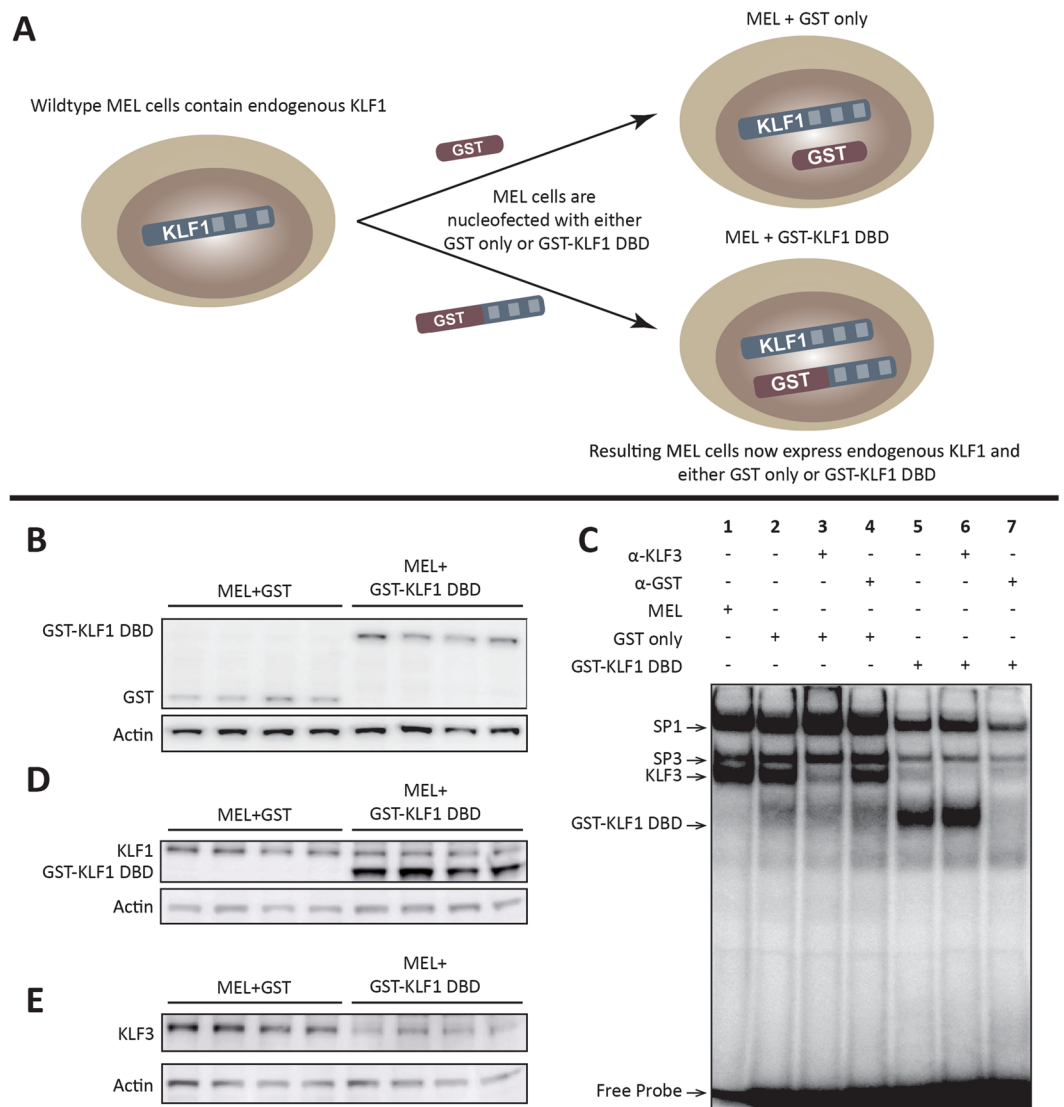 A
MEL + GST only
Wildtype MEL cells contain endogenous KLF1
KLF1
GST
GST
KLF1
MEL cells are
nucleofected with either
GST only or GST-KLF1 DBD
MEL + GST-KLF1 DBD
GST
KLF1
GST
Resulting MEL cells now express endogenous KLF1 and
either GST only or GST-KLF1 DBD
B
MEL+GST
MEL+
GST-KLF1 DBD
GST-KLF1 DBD
GST
Actin
C
1 2 3 4 5 6 7
α-KLF3 - - + - - + -
α-GST - - - + - - +
MEL + - - - - - -
GST only - + + + - - -
GST-KLF1 DBD - - - - + + +
SP1
SP3
KLF3
GST-KLF1 DBD
Free Probe
D
MEL+GST
MEL+
GST-KLF1 DBD
KLF1
GST-KLF1 DBD
Actin
E
MEL+GST
MEL+
GST-KLF1 DBD
KLF3
Actin